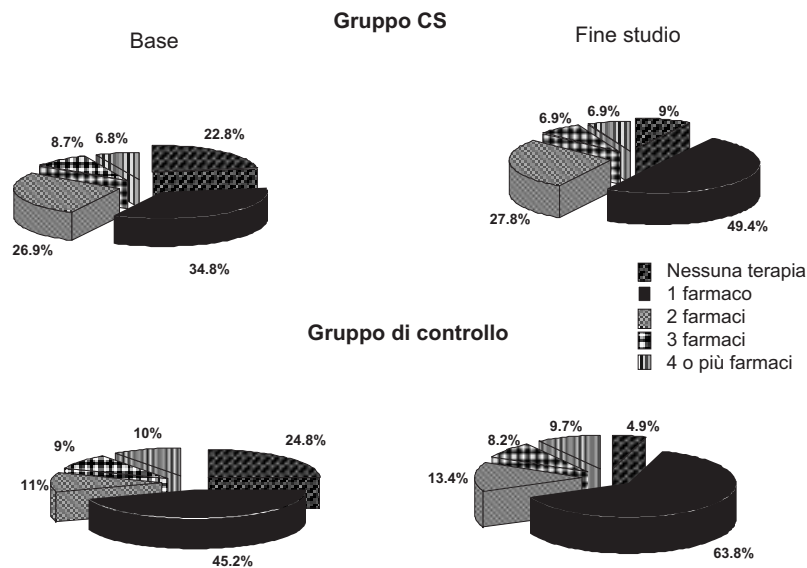 Gruppo CS
Base
Fine studio
8.7%
6.8%
22.8%
26.9%
34.8%
6.9%
6.9%
9%
27.8%
49.4%
Nessuna terapia
1 farmaco
2 farmaci
3 farmaci
4 o più farmaci
Gruppo di controllo
9%
10%
24.8%
11%
45.2%
8.2%
9.7%
4.9%
13.4%
63.8%